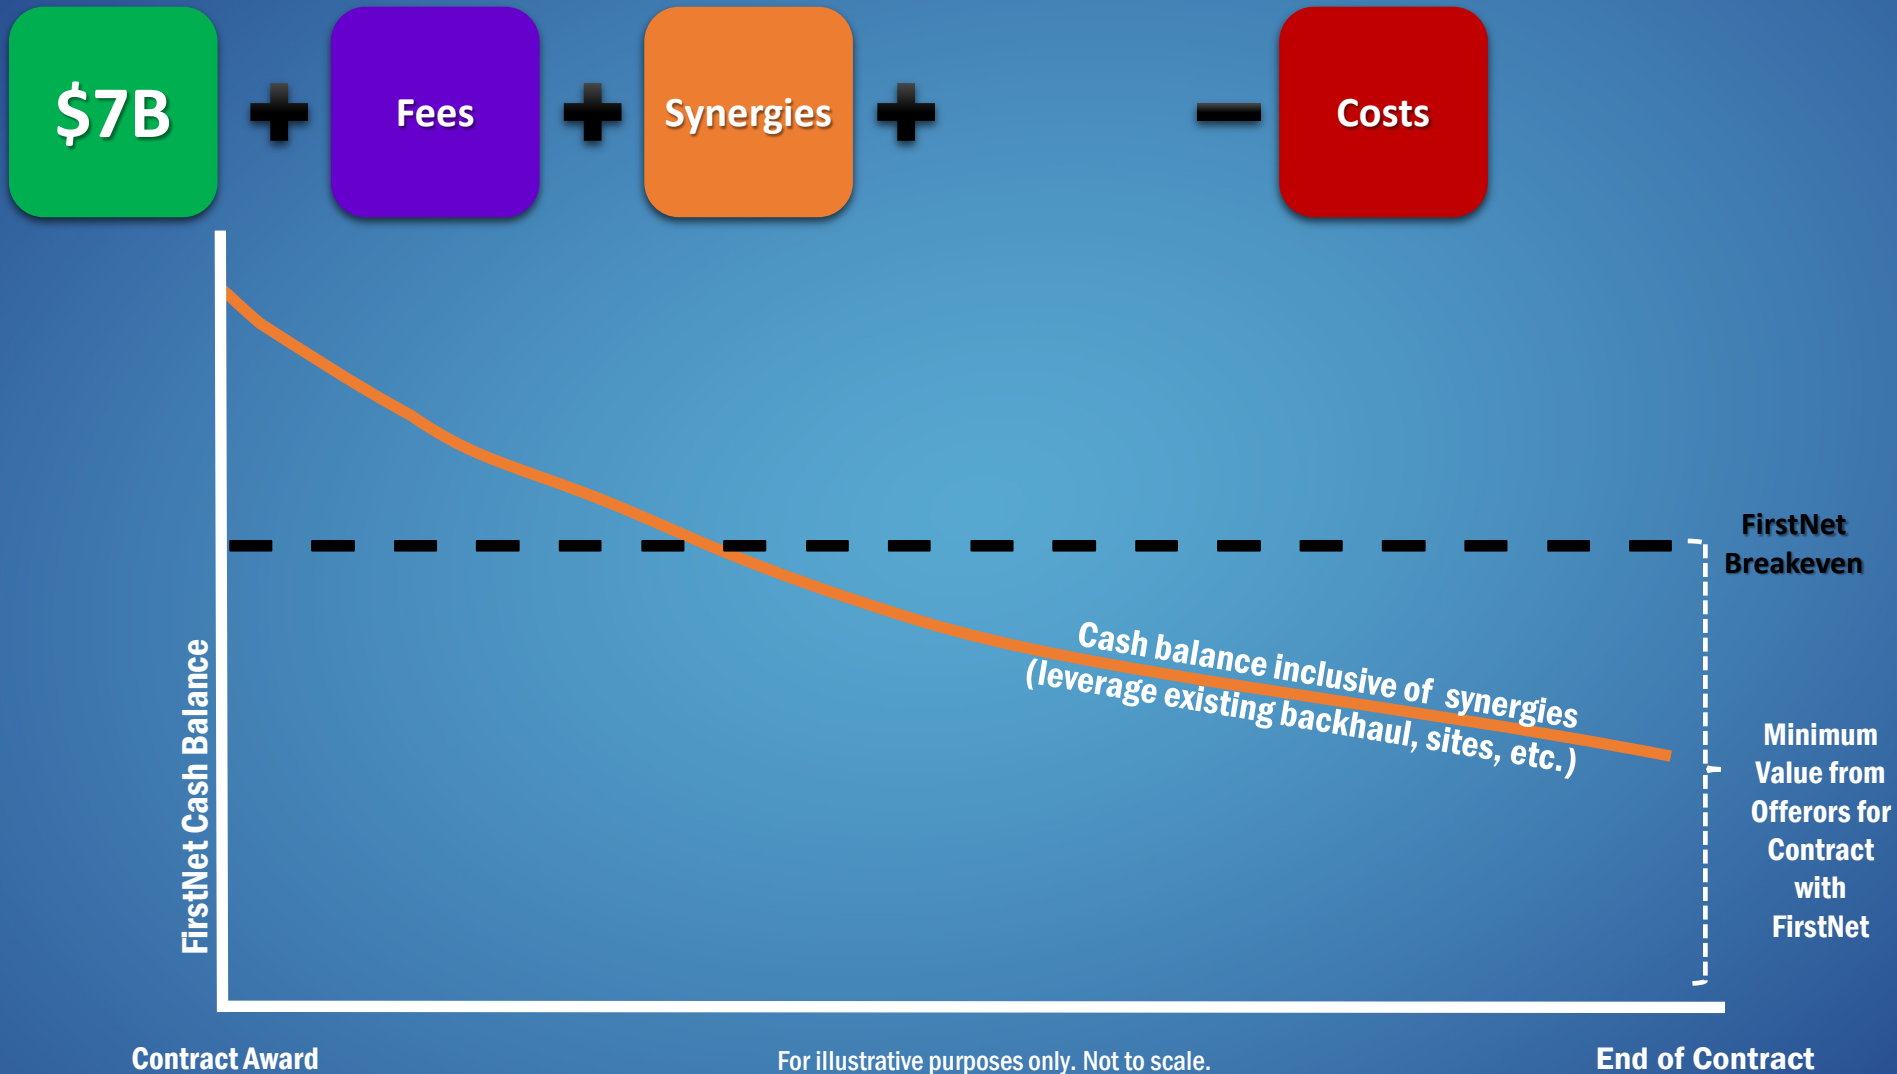 $7B
Fees
Synergies
Costs
FirstNet
Breakeven
Cash balance inclusive of synergies
(leverage existing backhaul, sites, etc.)
FirstNet Cash Balance
Minimum
Value from
Offerors for
Contract
with
FirstNet
Contract Award
For illustrative purposes only. Not to scale.
End of Contract